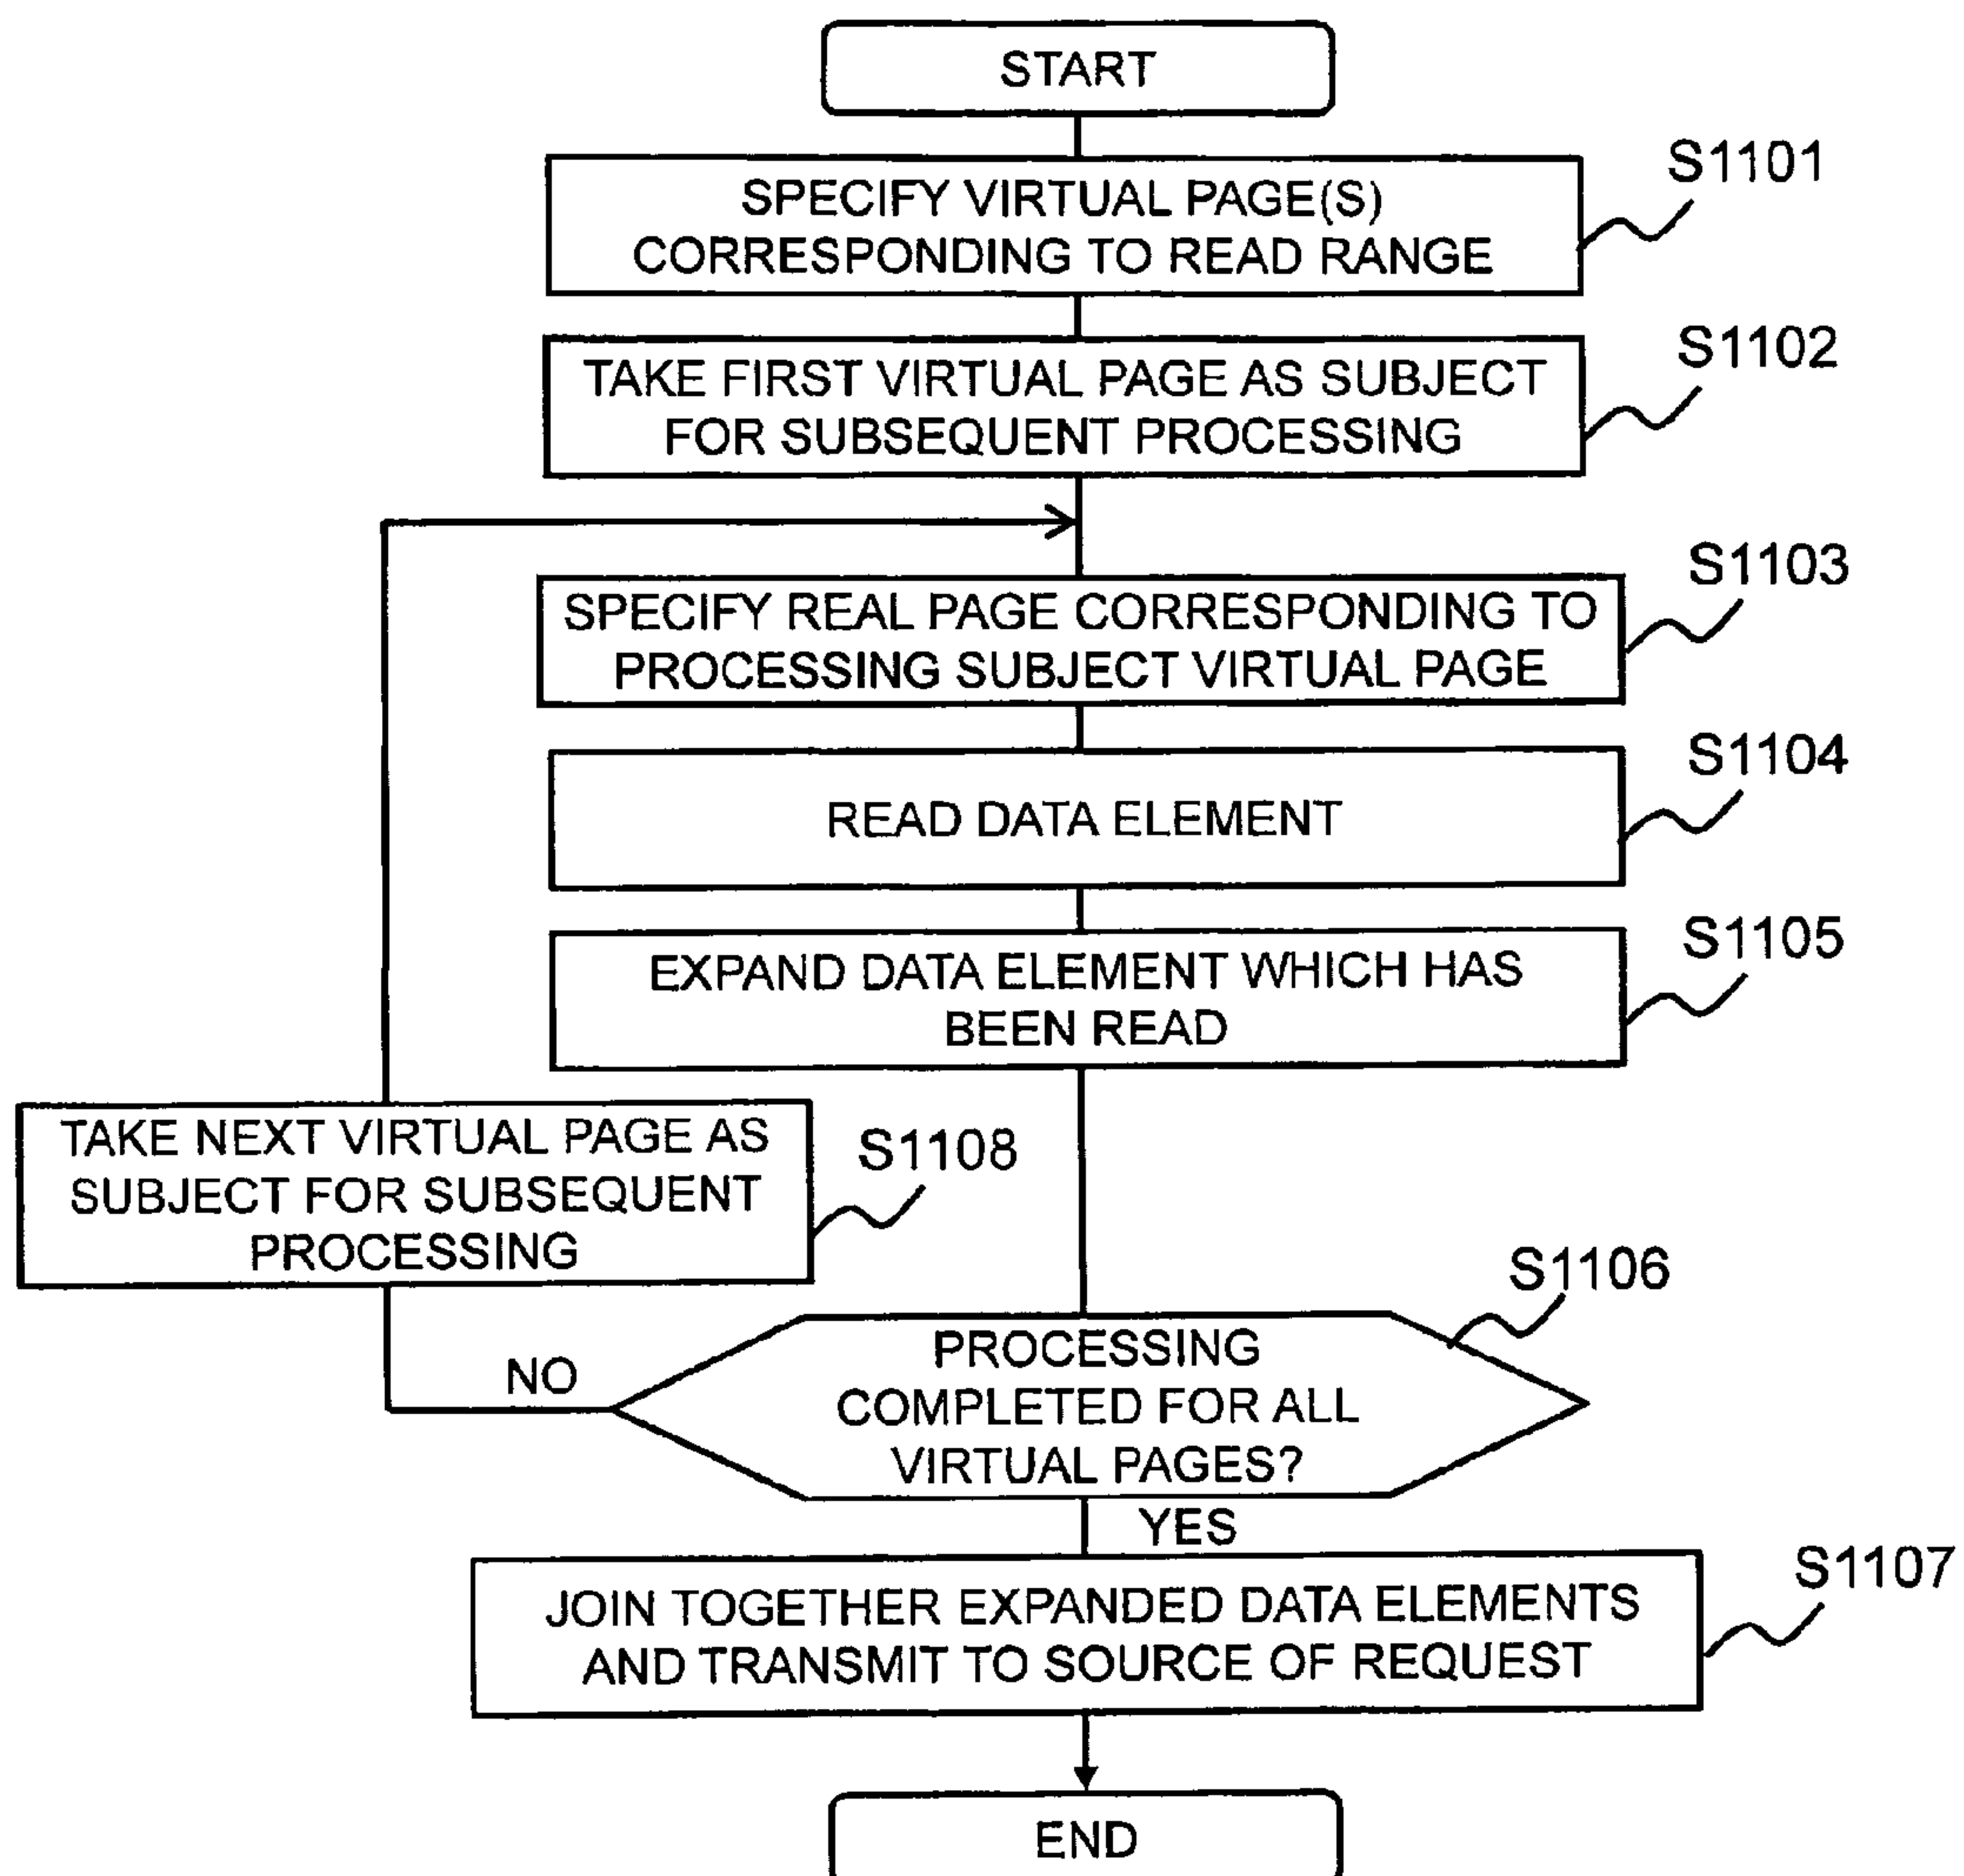 START
S1101
SPECIFY VIRTUAL PAGE(S)
CORRESPONDING TO READ RANGE
S1102
TAKE FIRST VIRTUAL PAGE AS SUBJECT
FOR SUBSEQUENT PROCESSING
S1103
SPECIFY REAL PAGE CORRESPONDING TO
PROCESSING SUBJECT VIRTUAL PAGE
S1104
READ DATA ELEMENT
S1105
EXPAND DATA ELEMENT WHICH HAS
BEEN READ
TAKE NEXT VIRTUAL PAGE AS
SUBJECT FOR SUBSEQUENT
PROCESSING
S1108
S1106
PROCESSING
COMPLETED FOR ALL
VIRTUAL PAGES?
NO
YES
S1107
JOIN TOGETHER EXPANDED DATA ELEMENTS
AND TRANSMIT TO SOURCE OF REQUEST
END